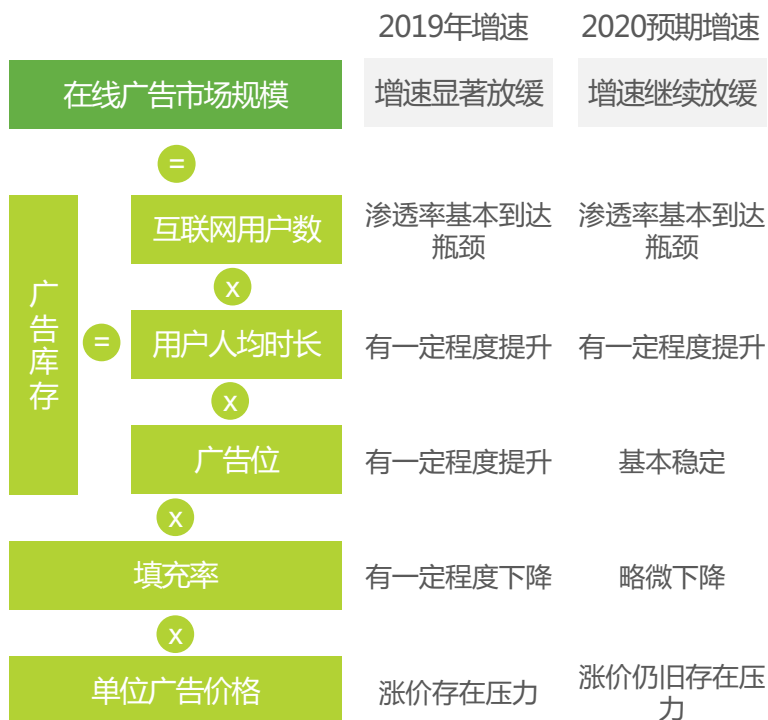 2019年增速 2020预期增速
在线广告市场规模 增速显著放缓 增速继续放缓
=
互联网用户数 渗透率基本到达 渗透率基本到达
瓶颈 瓶颈
x
广告库存 = 用户人均时长 有一定程度提升 有一定程度提升
x
广告位 有一定程度提升 基本稳定
x
填充率 有一定程度下降 略微下降
x
单位广告价格 涨价存在压力 涨价仍旧存在压
力